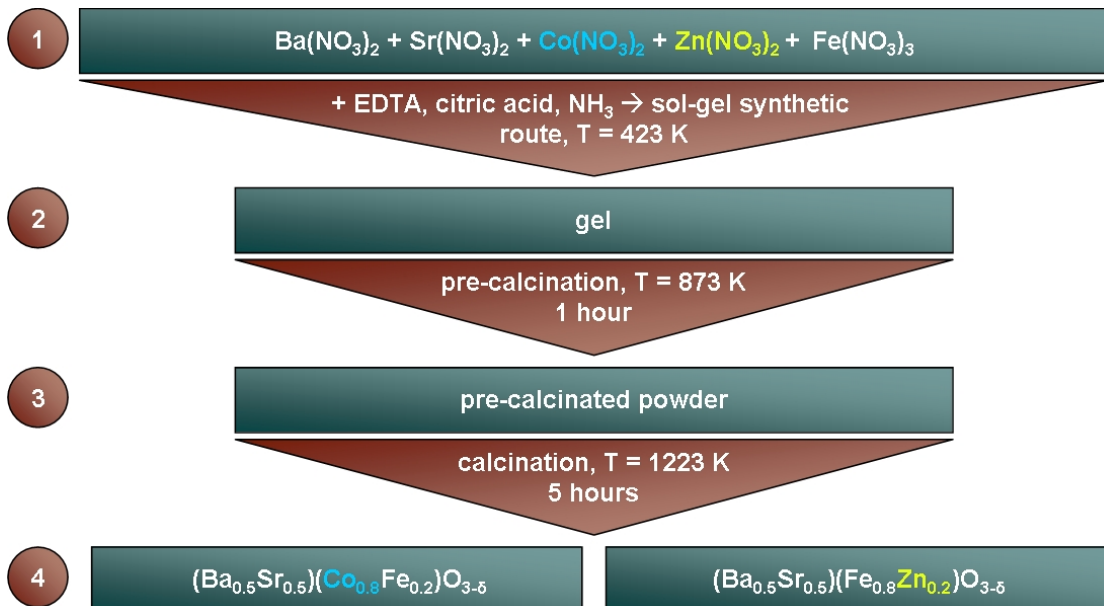 1
Ba(NO₃)₂ + Sr(NO₃)₂ + Co(NO₃)₂ + Zn(NO₃)₂ + Fe(NO₃)₃
+ EDTA, citric acid, NH₃ → sol-gel synthetic
route, T = 423 K
2
gel
pre-calcination, T = 873 K
1 hour
3
pre-calcinated powder
calcination, T = 1223 K
5 hours
4
(Ba₀.₅Sr₀.₅)(Co₀.₈Fe₀.₂)O₃₋δ
(Ba₀.₅Sr₀.₅)(Fe₀.₈Zn₀.₂)O₃₋δ